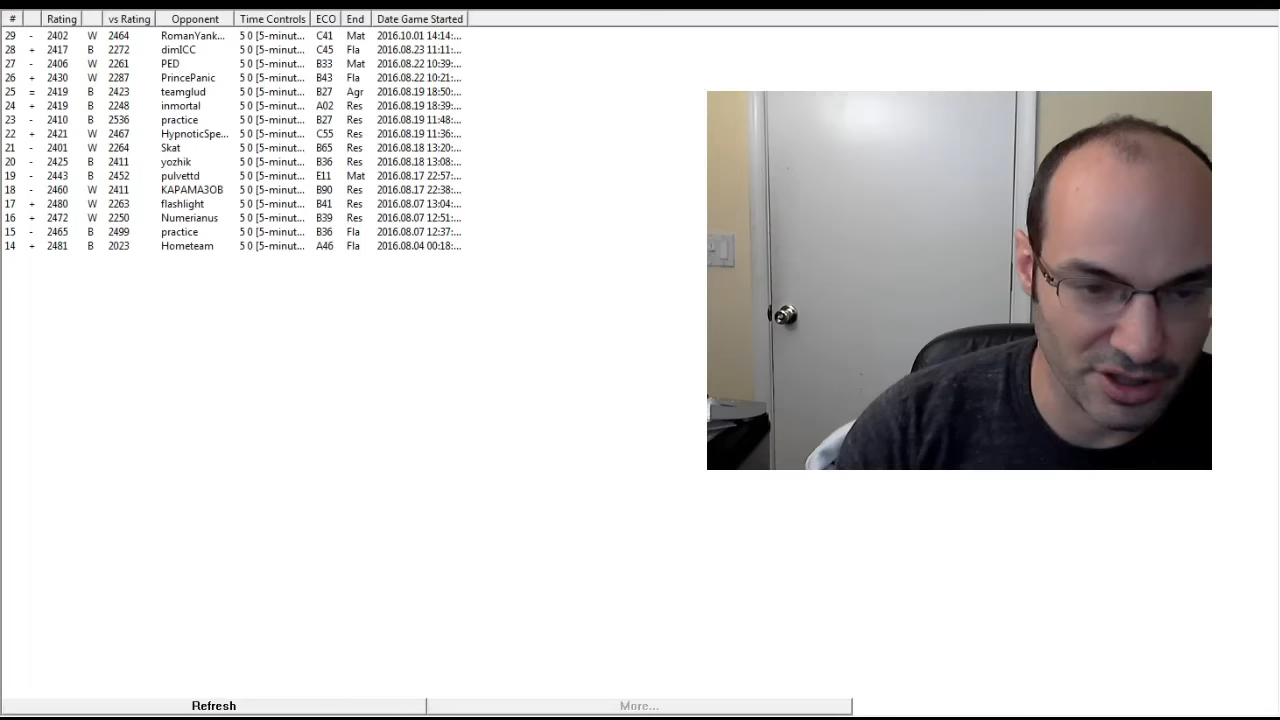 # Rating vs Rating Opponent Time Controls ECO End Date Game Started
29 - 2402 W 2464 RomanYank... 5 0 [5-minut... C41 Mat 2016.10.01 14:14:...
28 + 2417 B 2272 dimICC 5 0 [5-minut... C45 Fla 2016.08.23 11:11:...
27 - 2406 W 2261 PED 5 0 [5-minut... B33 Mat 2016.08.22 10:39:...
26 + 2430 W 2287 PrincePanic 5 0 [5-minut... B43 Fla 2016.08.22 10:21:...
25 = 2419 B 2423 teamglud 5 0 [5-minut... B27 Agr 2016.08.19 18:50:...
24 + 2419 B 2248 inmortal 5 0 [5-minut... A02 Res 2016.08.19 18:39:...
23 - 2410 B 2536 practice 5 0 [5-minut... B27 Res 2016.08.19 11:48:...
22 + 2421 W 2467 HypnoticSpe... 5 0 [5-minut... C55 Res 2016.08.19 11:36:...
21 - 2401 W 2264 Skat 5 0 [5-minut... B65 Res 2016.08.18 13:20:...
20 - 2425 B 2411 yozhik 5 0 [5-minut... B36 Res 2016.08.18 13:08:...
19 - 2443 B 2452 pulvettd 5 0 [5-minut... E11 Mat 2016.08.17 22:57:...
18 - 2460 W 2411 KAPAMA3OB 5 0 [5-minut... B90 Res 2016.08.17 22:38:...
17 + 2480 W 2263 flashlight 5 0 [5-minut... B41 Res 2016.08.07 13:04:...
16 + 2472 W 2250 Numerianus 5 0 [5-minut... B39 Res 2016.08.07 12:51:...
15 - 2465 B 2499 practice 5 0 [5-minut... B36 Fla 2016.08.07 12:37:...
14 + 2481 B 2023 Hometeam 5 0 [5-minut... A46 Fla 2016.08.04 00:18:...
Refresh More...